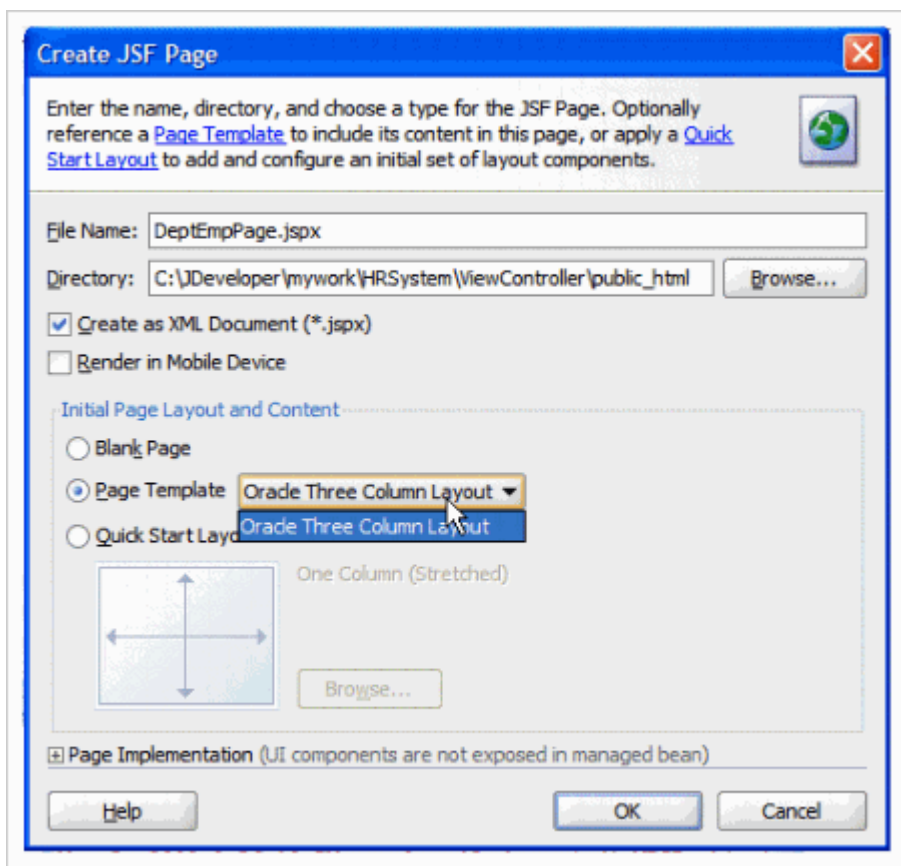 Create JSF Page
Enter the name, directory, and choose a type for the JSF Page. Optionally
reference a Page Template to include its content in this page, or apply a Quick
Start Layout to add and configure an initial set of layout components.
File Name: DeptEmpPage.jspx
Directory: C:\JDeveloper\mywork\HRSystem\ViewController\public_html Browse...
Create as XML Document (*.jspx)
Render in Mobile Device
Initial Page Layout and Content
Blank Page
Page Template Oracle Three Column Layout
Oracle Three Column Layout
Quick Start Layo
One Column (Stretched)
Browse...
Page Implementation (UI components are not exposed in managed bean)
Help OK Cancel